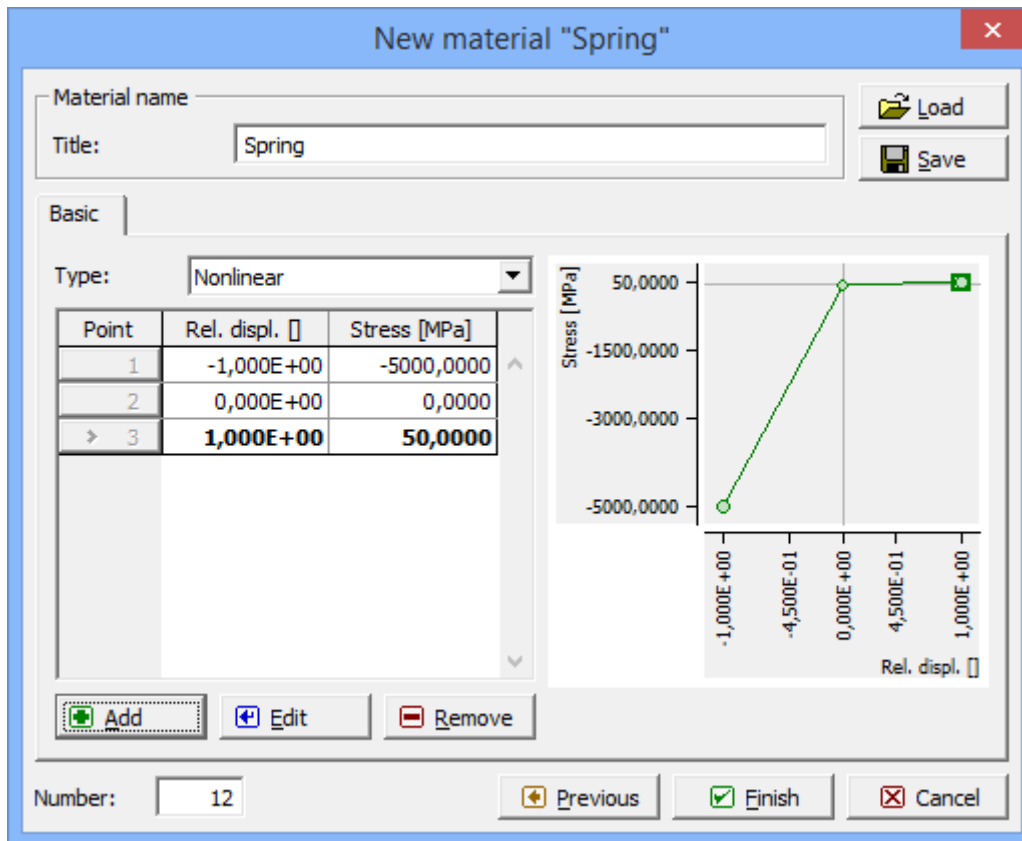 New material "Spring"
Material name
Title: Spring
Load
Save
Basic
Type: Nonlinear
Point Rel. displ. [] Stress [MPa]
1 -1,000E+00 -5000,0000
2 0,000E+00 0,0000
3 1,000E+00 50,0000
Stress [MPa]
50,0000
-1500,0000
-3000,0000
-5000,0000
-1,000E+00
-4,500E-01
0,000E+00
4,500E-01
1,000E+00
Rel. displ. []
Add Edit Remove
Number: 12 Previous Finish Cancel